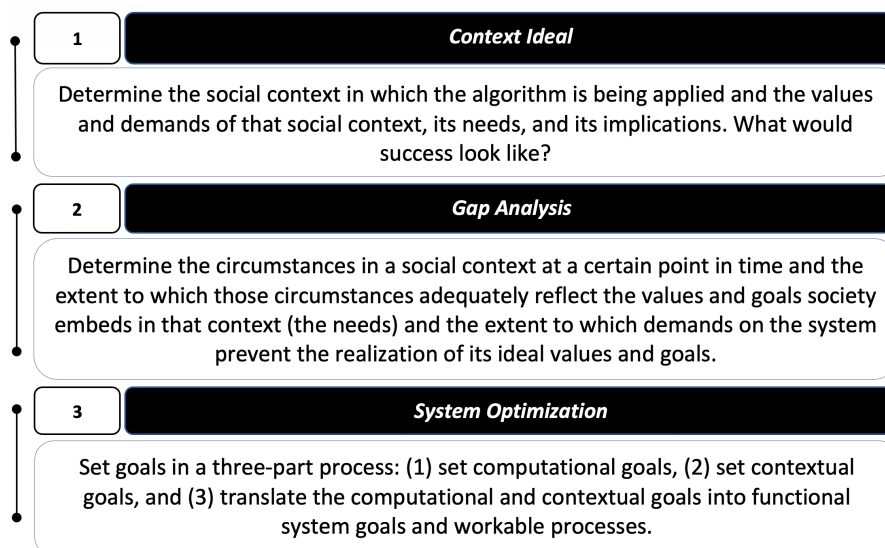 1
Context Ideal
Determine the social context in which the algorithm is being applied and the values
and demands of that social context, its needs, and its implications. What would
success look like?
2
Gap Analysis
Determine the circumstances in a social context at a certain point in time and the
extent to which those circumstances adequately reflect the values and goals society
embeds in that context (the needs) and the extent to which demands on the system
prevent the realization of its ideal values and goals.
3
System Optimization
Set goals in a three-part process: (1) set computational goals, (2) set contextual
goals, and (3) translate the computational and contextual goals into functional
system goals and workable processes.